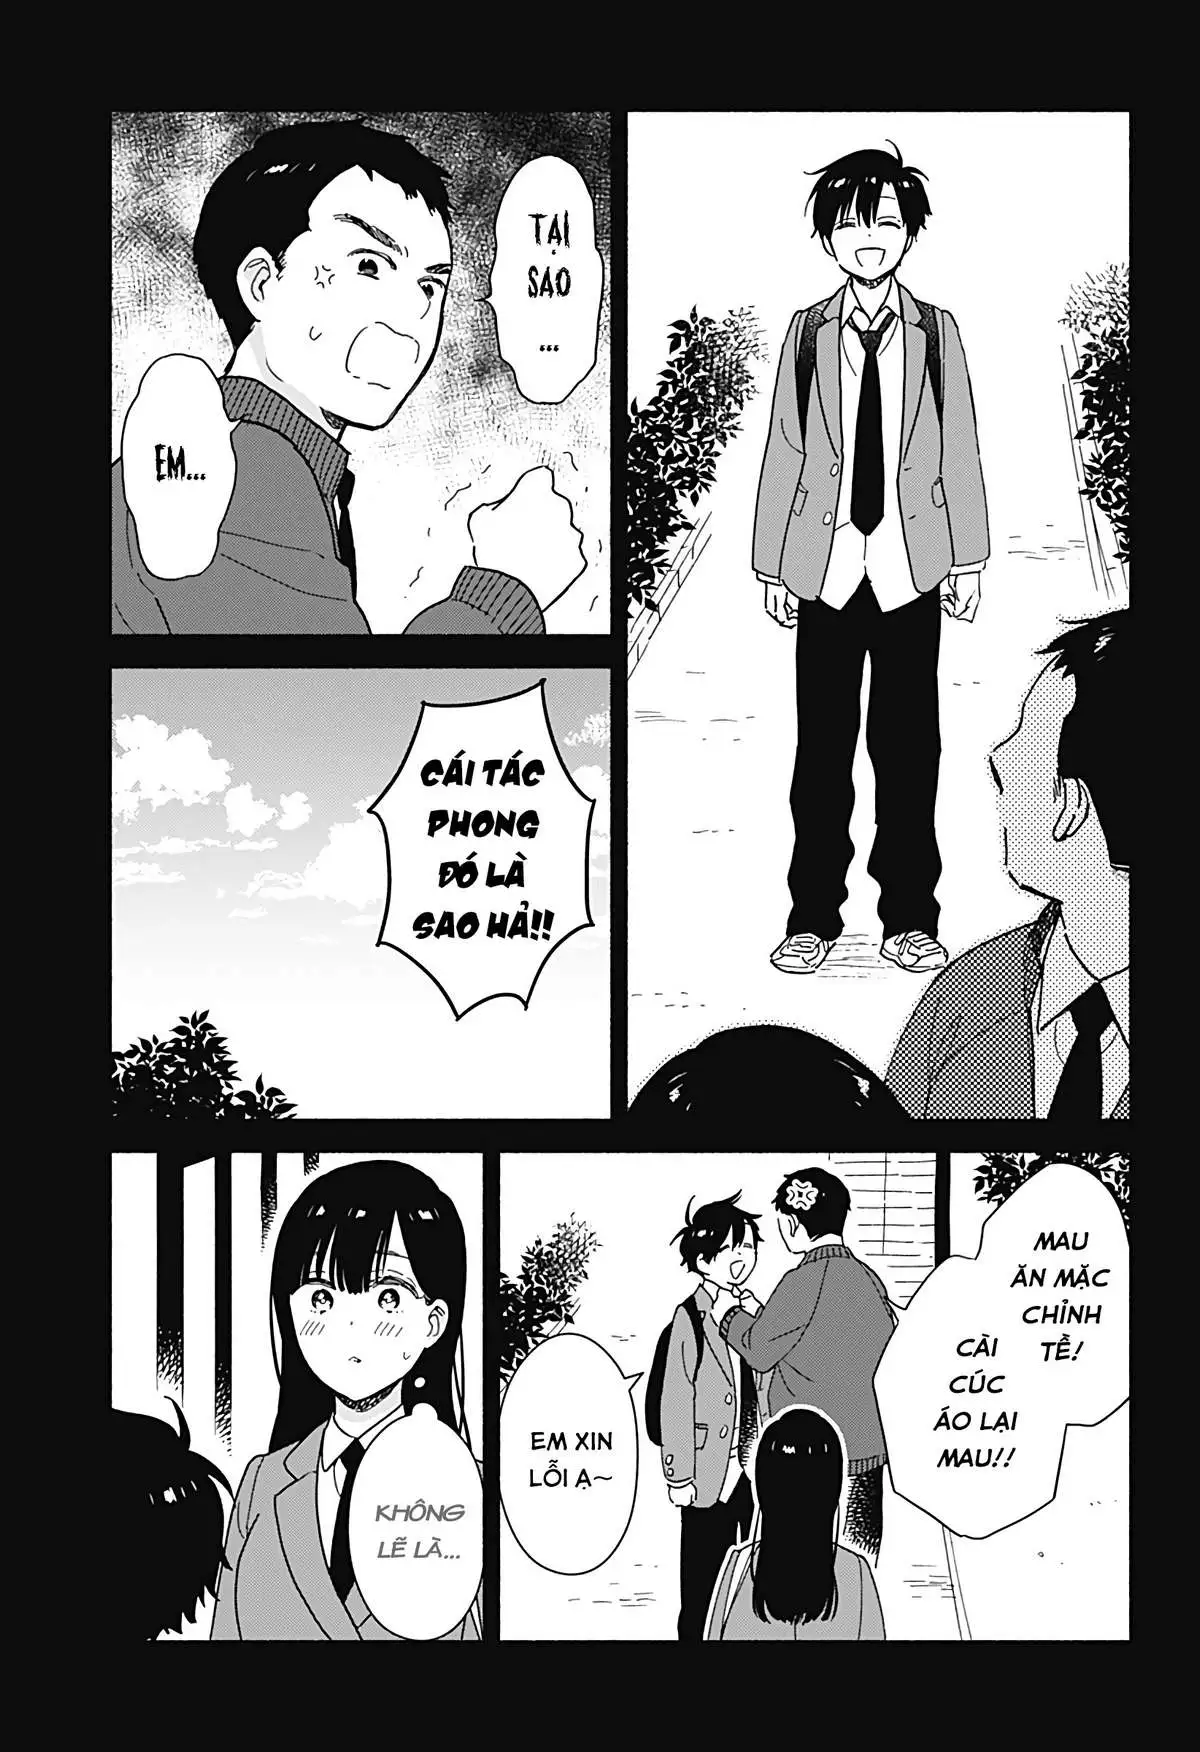 TẠI
SAO
...
EM...
CÁI TÁC
PHONG
ĐÓ LÀ
SAO HẢ!!
MAU
ĂN MẶC
CHỈNH
TỀ!
CÀI
CÚC
ÁO LẠI
MAU!!
EM XIN
LỖI Ạ~
KHÔNG
LẼ LÀ...